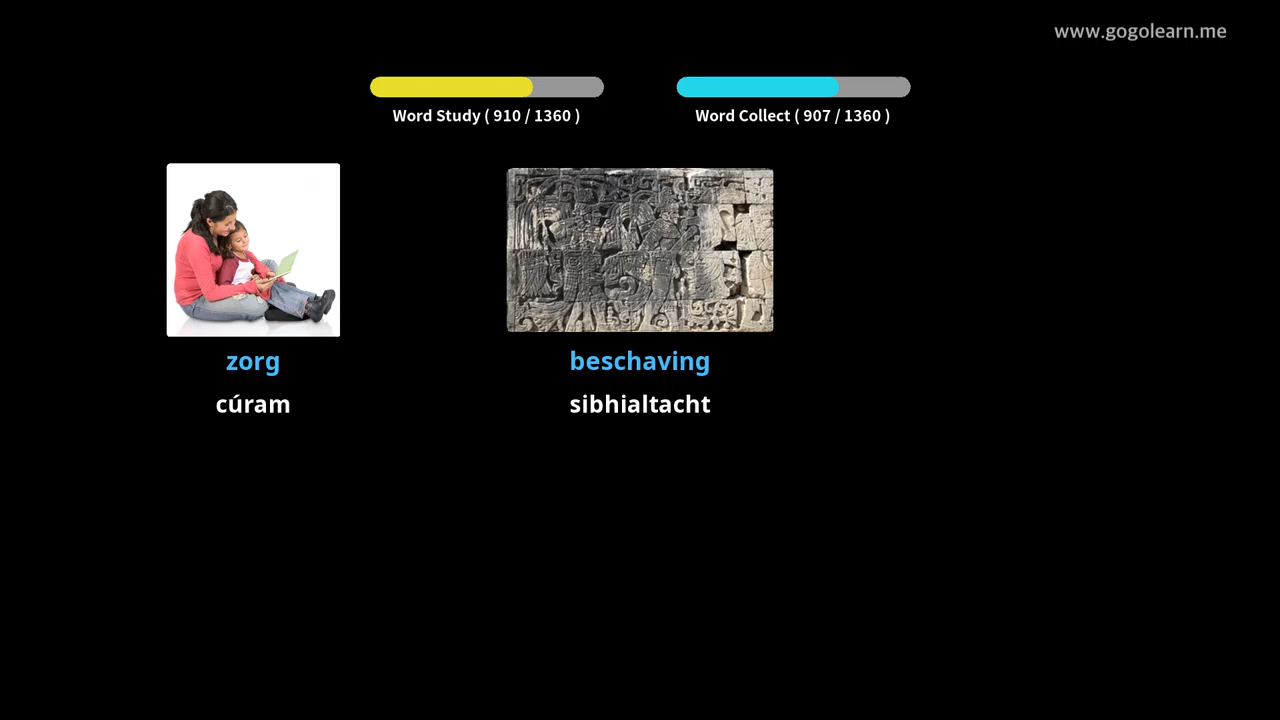 www.gogolearn.me
Word Study ( 910 / 1360 )
Word Collect ( 907 / 1360 )
zorg
cúram
beschaving
sibhialtacht